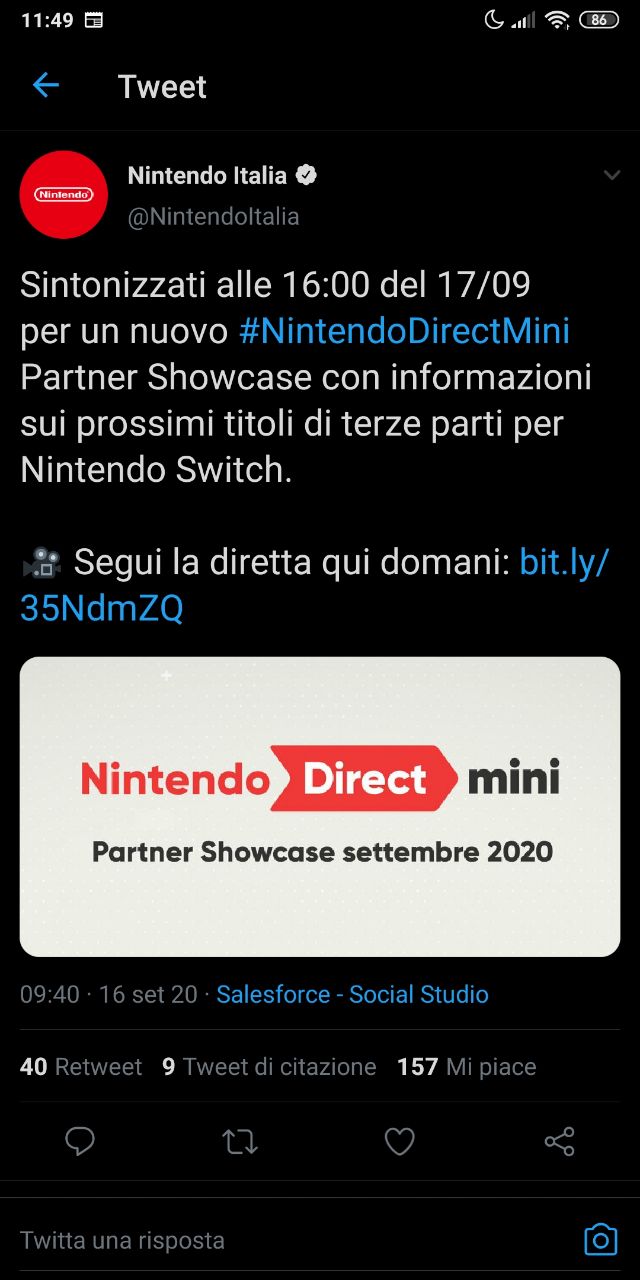 11:49
86
Tweet
Nintendo
Nintendo Italia
@NintendoItalia
Sintonizzati alle 16:00 del 17/09
per un nuovo #NintendoDirectMini
Partner Showcase con informazioni
sui prossimi titoli di terze parti per
Nintendo Switch.
Segui la diretta qui domani: bit.ly/
35NdmZQ
Nintendo Direct mini
Partner Showcase settembre 2020
09:40 · 16 set 20 · Salesforce - Social Studio
40 Retweet 9 Tweet di citazione 157 Mi piace
Twitta una risposta